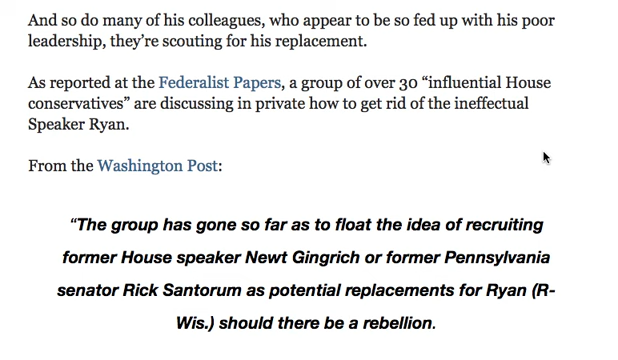 And so do many of his colleagues, who appear to be so fed up with his poor
leadership, they’re scouting for his replacement.
As reported at the Federalist Papers, a group of over 30 “influential House
conservatives” are discussing in private how to get rid of the ineffectual
Speaker Ryan.
From the Washington Post:
“The group has gone so far as to float the idea of recruiting
former House speaker Newt Gingrich or former Pennsylvania
senator Rick Santorum as potential replacements for Ryan (R-
Wis.) should there be a rebellion.